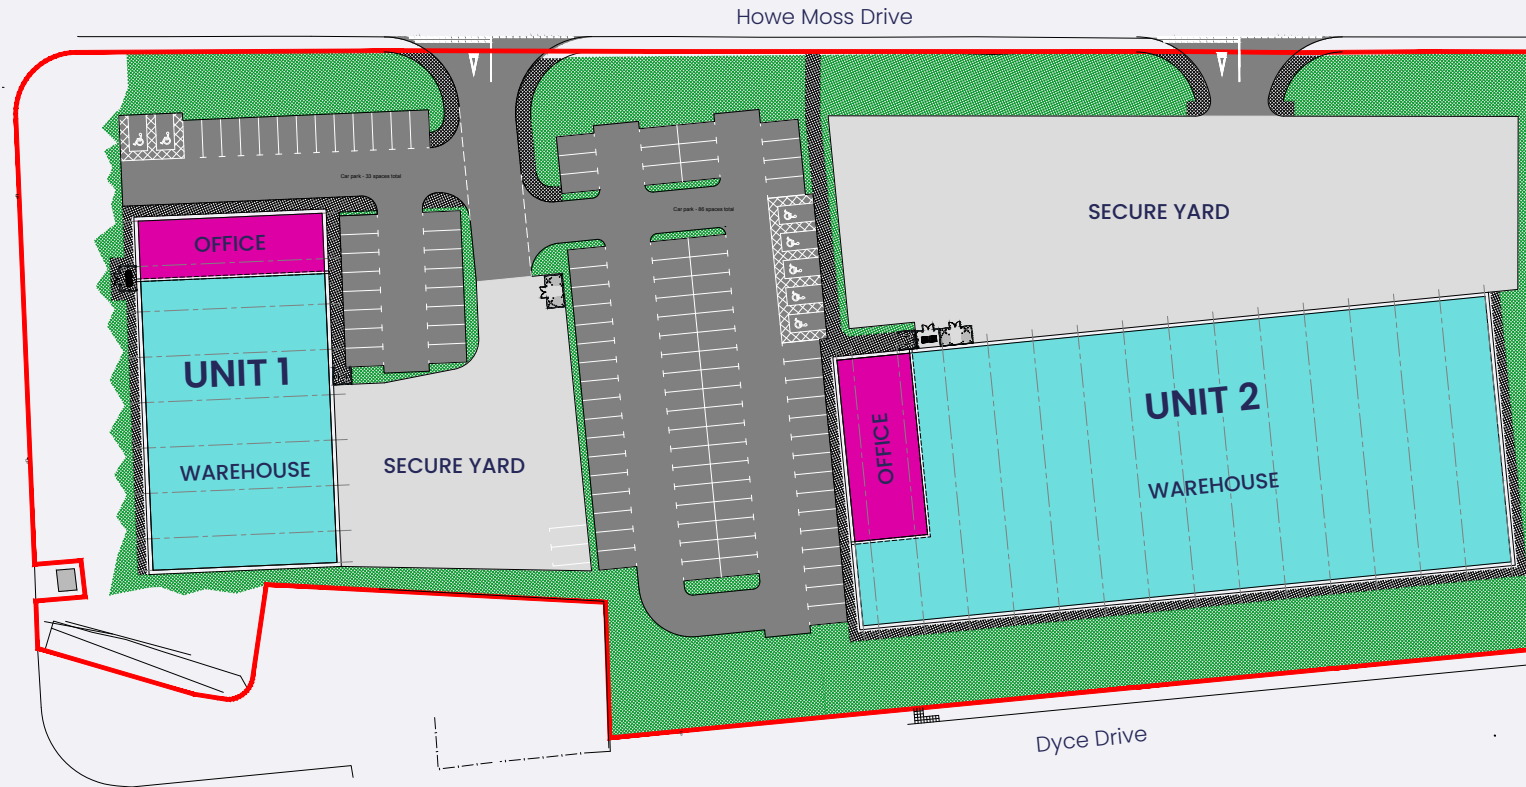 Howe Moss Drive
Car park - 33 spaces total
Car park - 80 spaces total
SECURE YARD
OFFICE
UNIT 1
WAREHOUSE
SECURE YARD
OFFICE
UNIT 2
WAREHOUSE
Dyce Drive